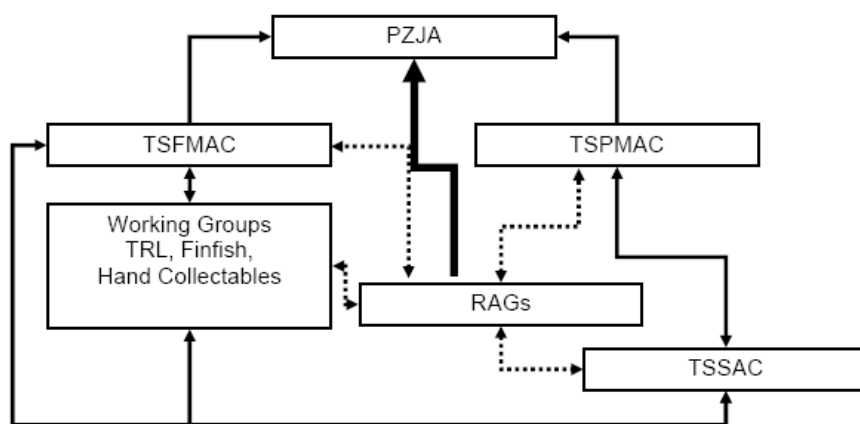 PZJA
TSFMAC
TSPMAC
Working Groups
TRL, Finfish,
Hand Collectables
RAGs
TSSAC